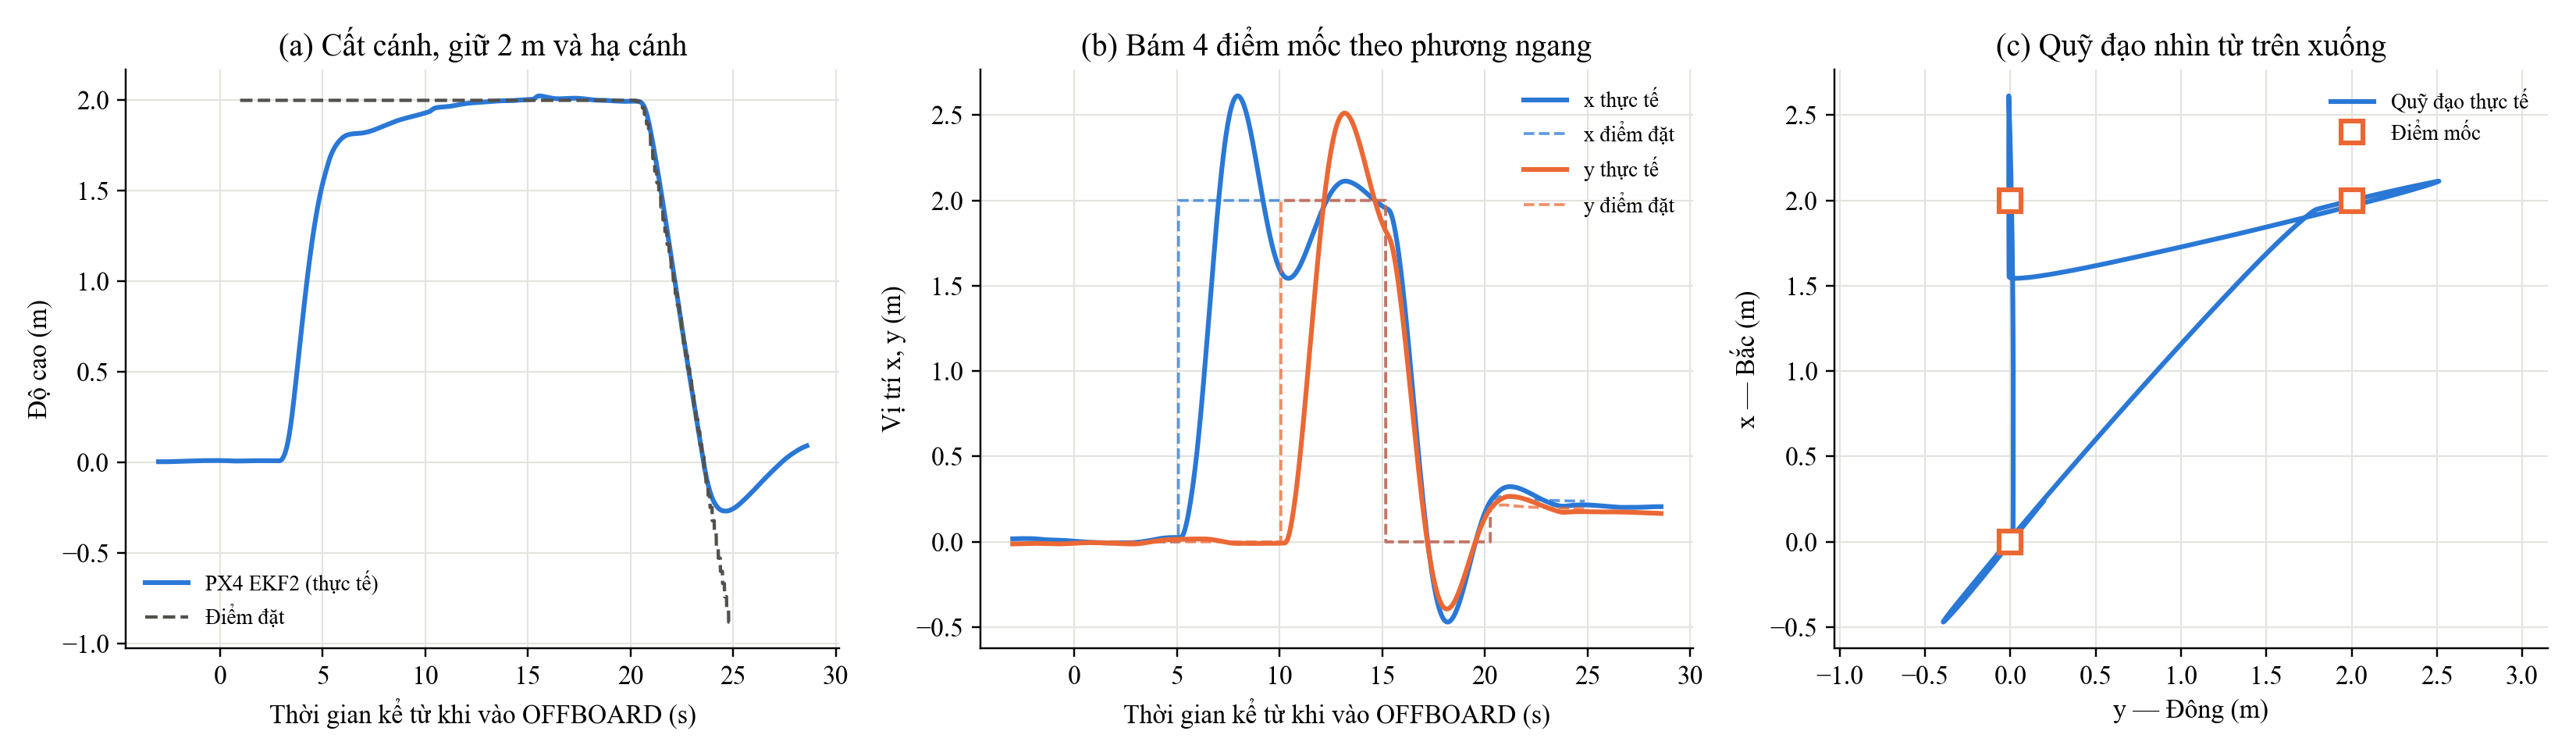 (a) Cất cánh, giữ 2 m và hạ cánh
Độ cao (m)
2.0
1.5
1.0
0.5
0.0
−0.5
−1.0
PX4 EKF2 (thực tế)
Điểm đặt
0 5 10 15 20 25 30
Thời gian kể từ khi vào OFFBOARD (s)
(b) Bám 4 điểm mốc theo phương ngang
Vị trí x, y (m)
2.5
2.0
1.5
1.0
0.5
0.0
−0.5
x thực tế
x điểm đặt
y thực tế
y điểm đặt
0 5 10 15 20 25 30
Thời gian kể từ khi vào OFFBOARD (s)
(c) Quỹ đạo nhìn từ trên xuống
x — Bắc (m)
2.5
2.0
1.5
1.0
0.5
0.0
−0.5
Quỹ đạo thực tế
Điểm mốc
−1.0 −0.5 0.0 0.5 1.0 1.5 2.0 2.5 3.0
y — Đông (m)